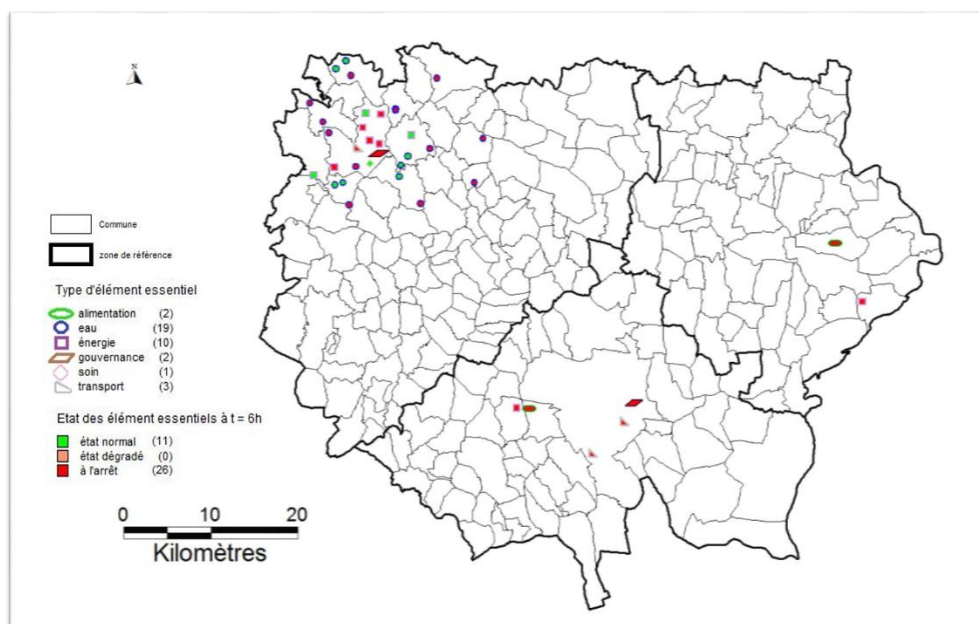 N
Commune
zone de référence
Type d'élément essentiel
alimentation (2)
eau (19)
énergie (10)
gouvernance (2)
soin (1)
transport (3)
Etat des élément essentiels à t = 6h
état normal (11)
état dégradé (0)
à l'arrêt (26)
0 10 20
Kilomètres